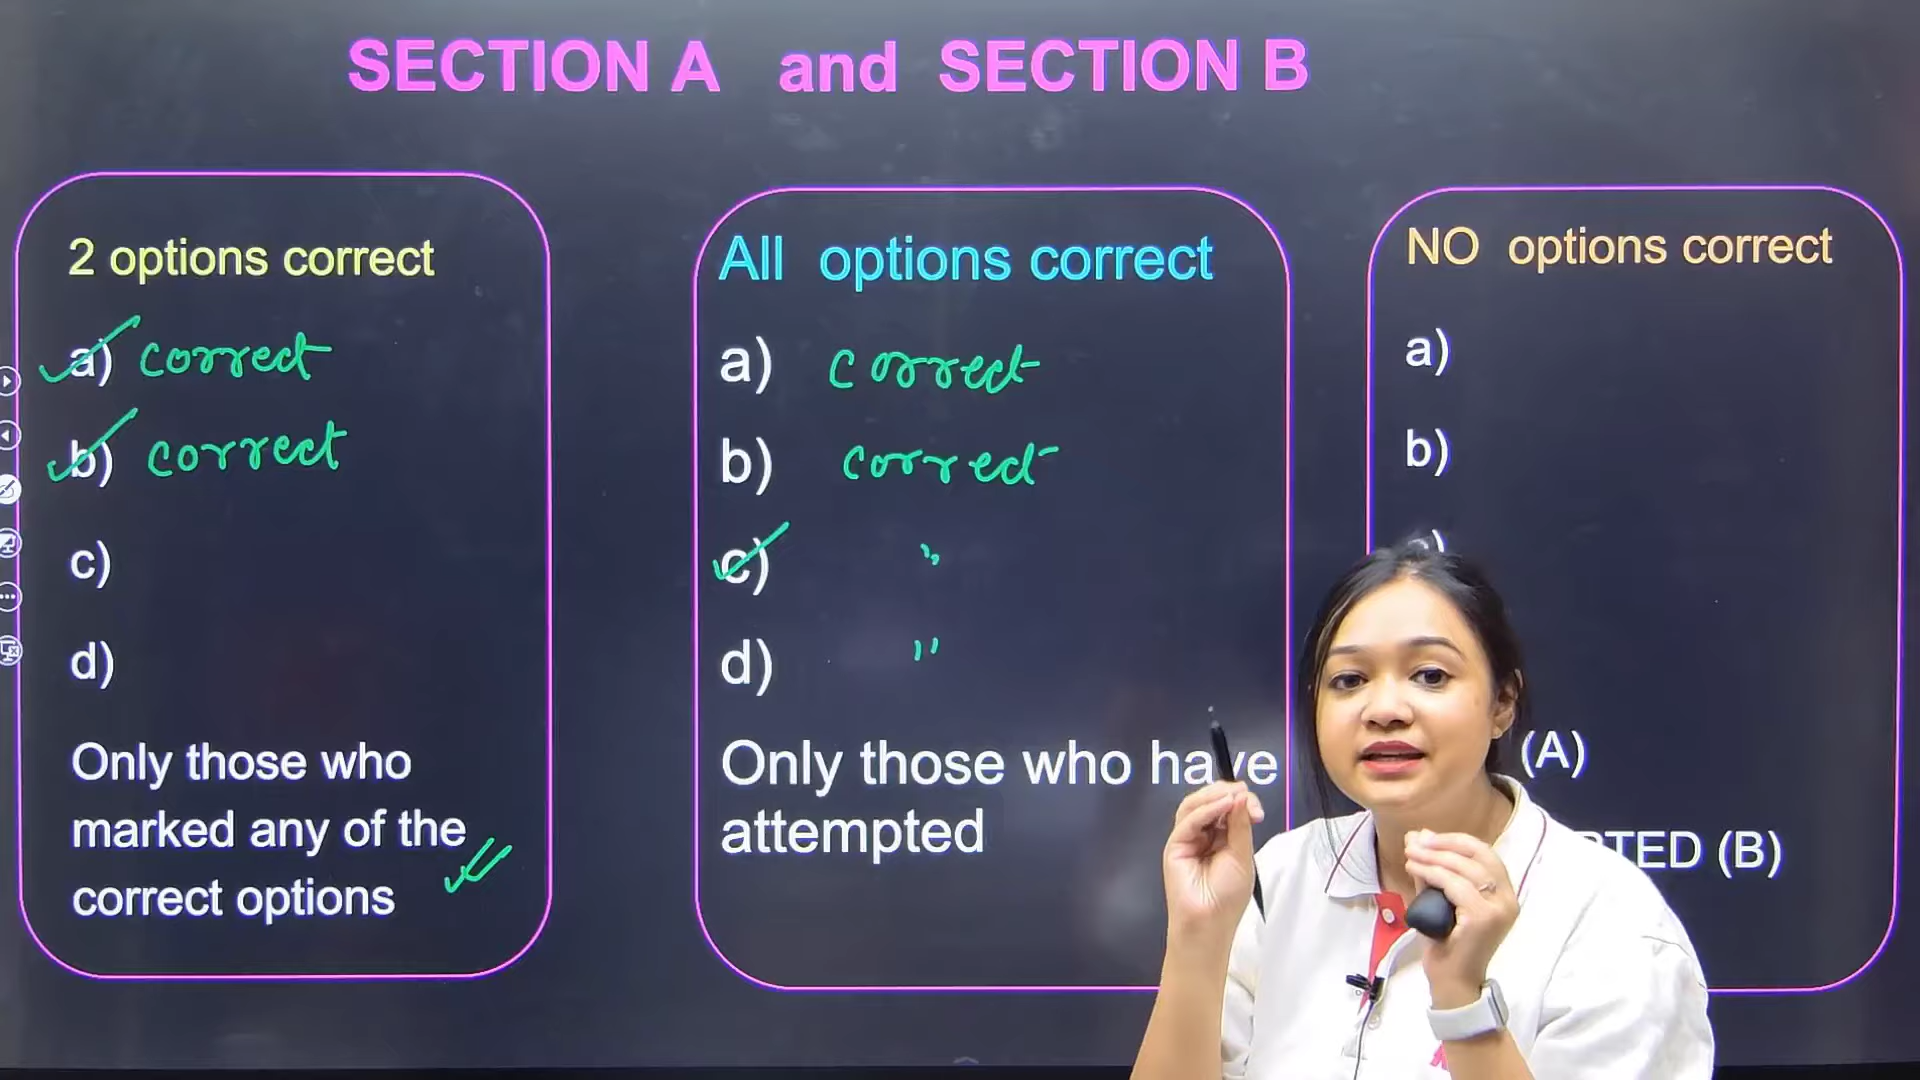 SECTION A and SECTION B
2 options correct
a) correct
b) correct
c)
d)
Only those who
marked any of the
correct options
All options correct
a) correct
b) correct
c) "
d) "
Only those who have
attempted
NO options correct
a)
b)
(A)
(B)